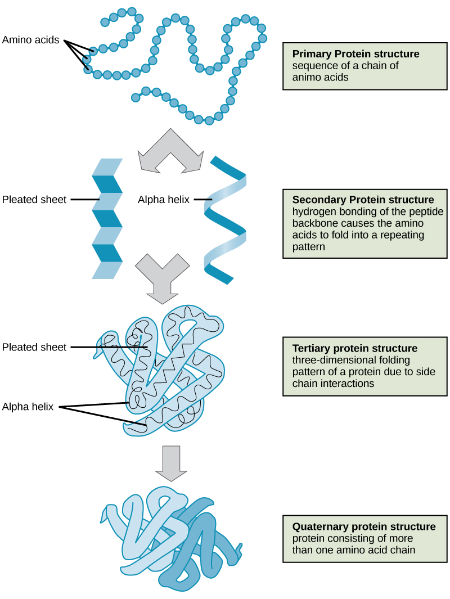 Amino acids
Primary Protein structure
sequence of a chain of
animo acids
Pleated sheet
Alpha helix
Secondary Protein structure
hydrogen bonding of the peptide
backbone causes the amino
acids to fold into a repeating
pattern
Pleated sheet
Alpha helix
Tertiary protein structure
three-dimensional folding
pattern of a protein due to side
chain interactions
Quaternary protein structure
protein consisting of more
than one amino acid chain